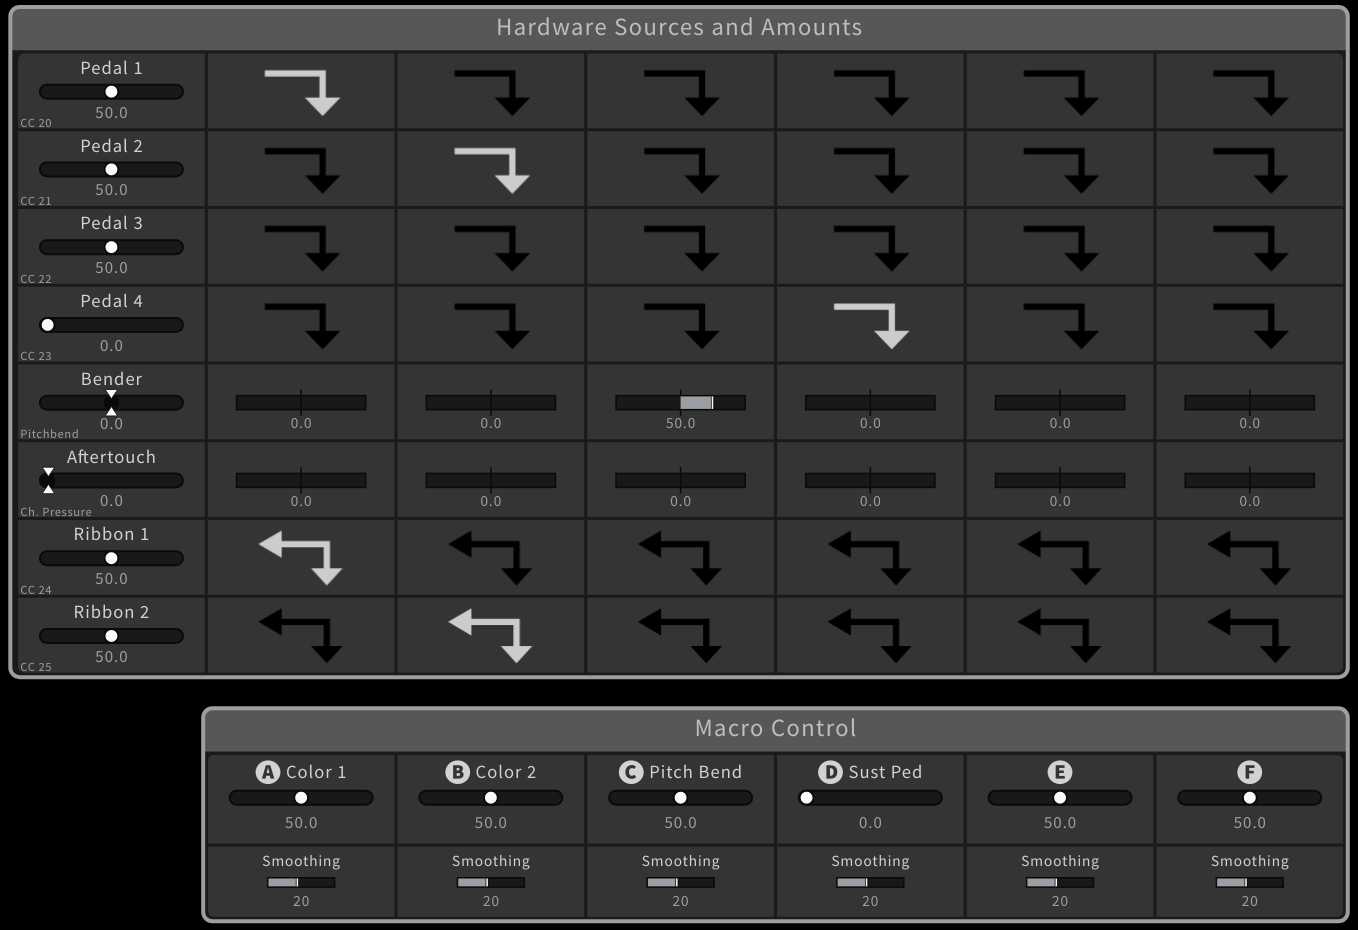 Hardware Sources and Amounts
Pedal 1
50.0
CC 20
Pedal 2
50.0
CC 21
Pedal 3
50.0
CC 22
Pedal 4
0.0
CC 23
Bender
0.0 0.0 0.0 50.0 0.0 0.0 0.0
Pitchbend
Aftertouch
0.0 0.0 0.0 0.0 0.0 0.0 0.0
Ch. Pressure
Ribbon 1
50.0
CC 24
Ribbon 2
50.0
CC 25
Macro Control
A Color 1 B Color 2 C Pitch Bend D Sust Ped E F
50.0 50.0 50.0 0.0 50.0 50.0
Smoothing Smoothing Smoothing Smoothing Smoothing Smoothing
20 20 20 20 20 20